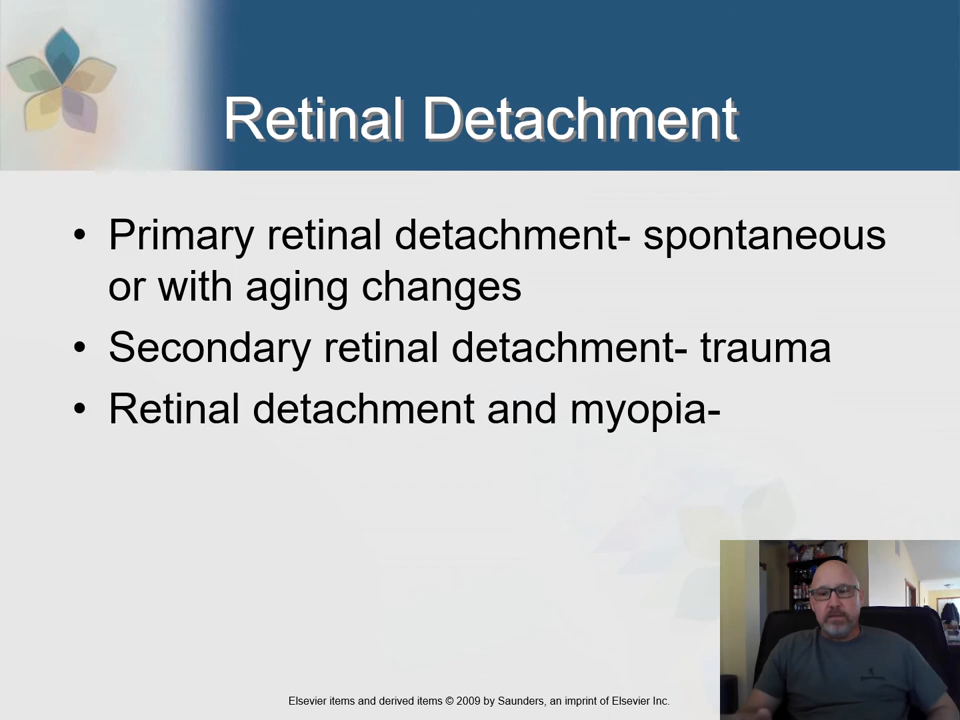 Retinal Detachment
• Primary retinal detachment- spontaneous
or with aging changes
• Secondary retinal detachment- trauma
• Retinal detachment and myopia-
Elsevier items and derived items © 2009 by Saunders, an imprint of Elsevier Inc.